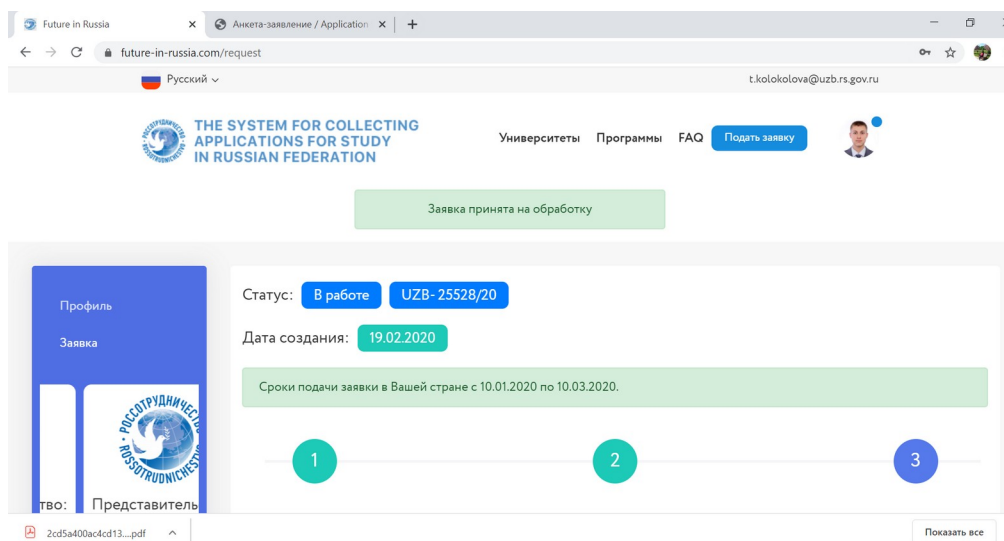 Future in Russia
Анкета-заявление / Application
future-in-russia.com/request
Русский
t.kolokolova@uzb.rs.gov.ru
THE SYSTEM FOR COLLECTING
APPLICATIONS FOR STUDY
IN RUSSIAN FEDERATION
Университеты Программы FAQ Подать заявку
Заявка принята на обработку
Профиль
Заявка
Статус: В работе UZB-25528/20
Дата создания: 19.02.2020
Сроки подачи заявки в Вашей стране с 10.01.2020 по 10.03.2020.
1 2 3
РОССОТРУДНИЧЕСТВО
ROSSOTRUDNICHESTVO
тво: Представитель
2cd5a400ac4cd13....pdf
Показать все